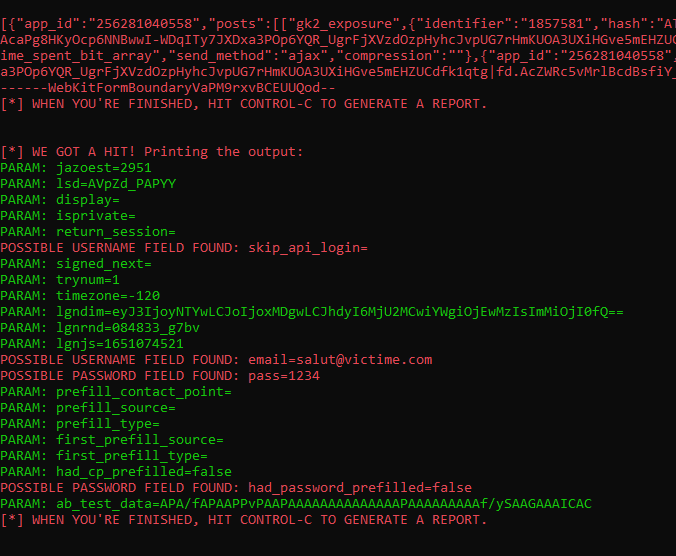 [{"app_id":"256281040558","posts":[["gk2_exposure",{"identifier":"1857581","hash":"AT
AcaPg8HKyOcp6NNBwwI-WDqITy7JXDxa3POp6YQR_UgrFjXVzdOzpHyhcJvpUG7rHmKUOA3UXiHGve5mEHZUC
ime_spent_bit_array","send_method":"ajax","compression":""},{"app_id":"256281040558",
a3POp6YQR_UgrFjXVzdOzpHyhcJvpUG7rHmKUOA3UXiHGve5mEHZUCdfk1qtg|fd.AcZWRc5vMrlBcdBsfiY_
------WebKitFormBoundaryVaPM9rxvBCEUUQod--
[*] WHEN YOU'RE FINISHED, HIT CONTROL-C TO GENERATE A REPORT.
[*] WE GOT A HIT! Printing the output:
PARAM: jazoest=2951
PARAM: lsd=AVpZd_PAPYY
PARAM: display=
PARAM: isprivate=
PARAM: return_session=
POSSIBLE USERNAME FIELD FOUND: skip_api_login=
PARAM: signed_next=
PARAM: trynum=1
PARAM: timezone=-120
PARAM: lgndim=eyJ3IjoyNTYwLCJoIjoxMDgwLCJhdyI6MjU2MCwiYWgiOjEwMzIsImMiOjI0fQ==
PARAM: lgnrnd=084833_g7bv
PARAM: lgnjs=1651074521
POSSIBLE USERNAME FIELD FOUND: email=salut@victime.com
POSSIBLE PASSWORD FIELD FOUND: pass=1234
PARAM: prefill_contact_point=
PARAM: prefill_source=
PARAM: prefill_type=
PARAM: first_prefill_source=
PARAM: first_prefill_type=
PARAM: had_cp_prefilled=false
POSSIBLE PASSWORD FIELD FOUND: had_password_prefilled=false
PARAM: ab_test_data=APA/fAPAAPPvPAAPAAAAAAAAAAAAAAPAAAAAAAAAf/ySAAGAAAICAC
[*] WHEN YOU'RE FINISHED, HIT CONTROL-C TO GENERATE A REPORT.